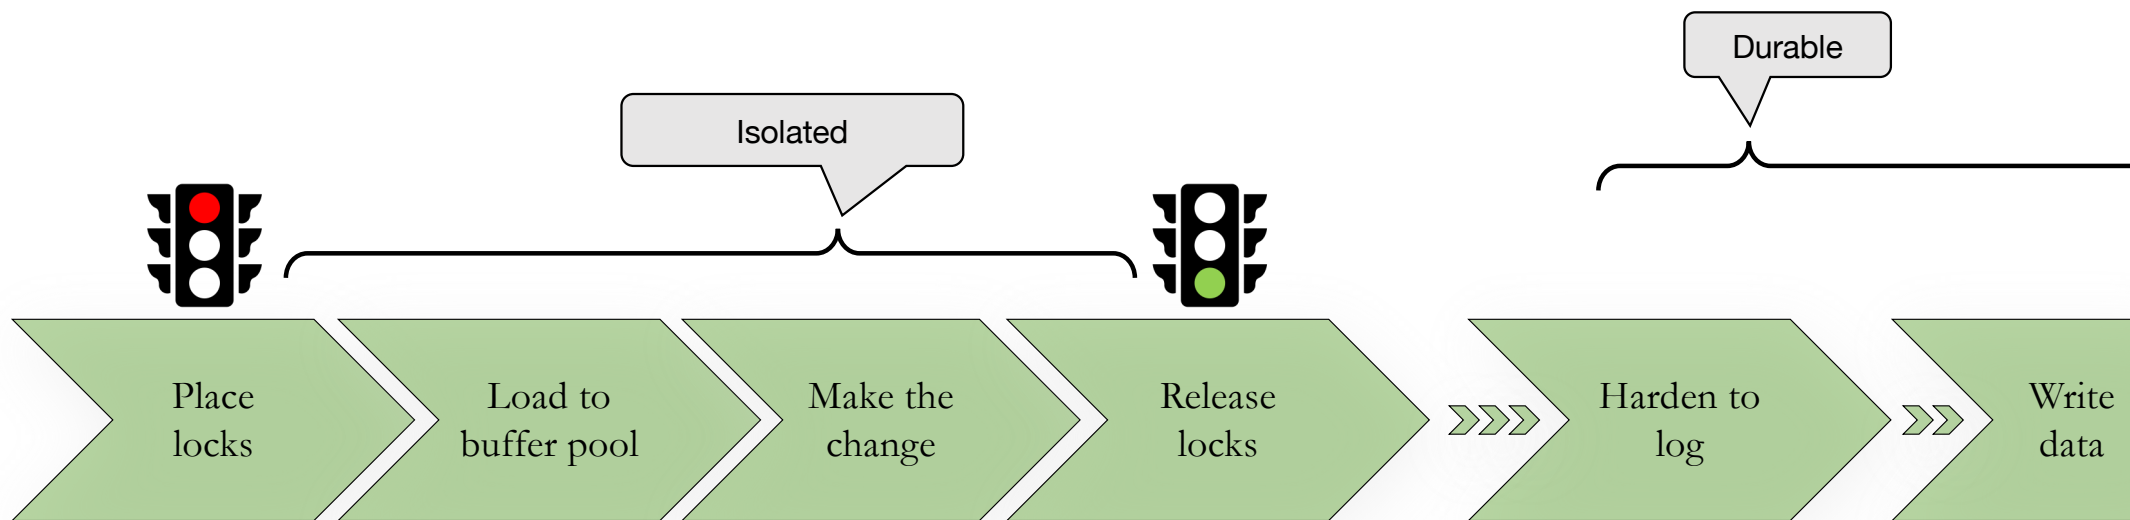 Durable
Isolated
Place
locks
Load to
buffer pool
Make the
change
Release
locks
Harden to
log
Write
data